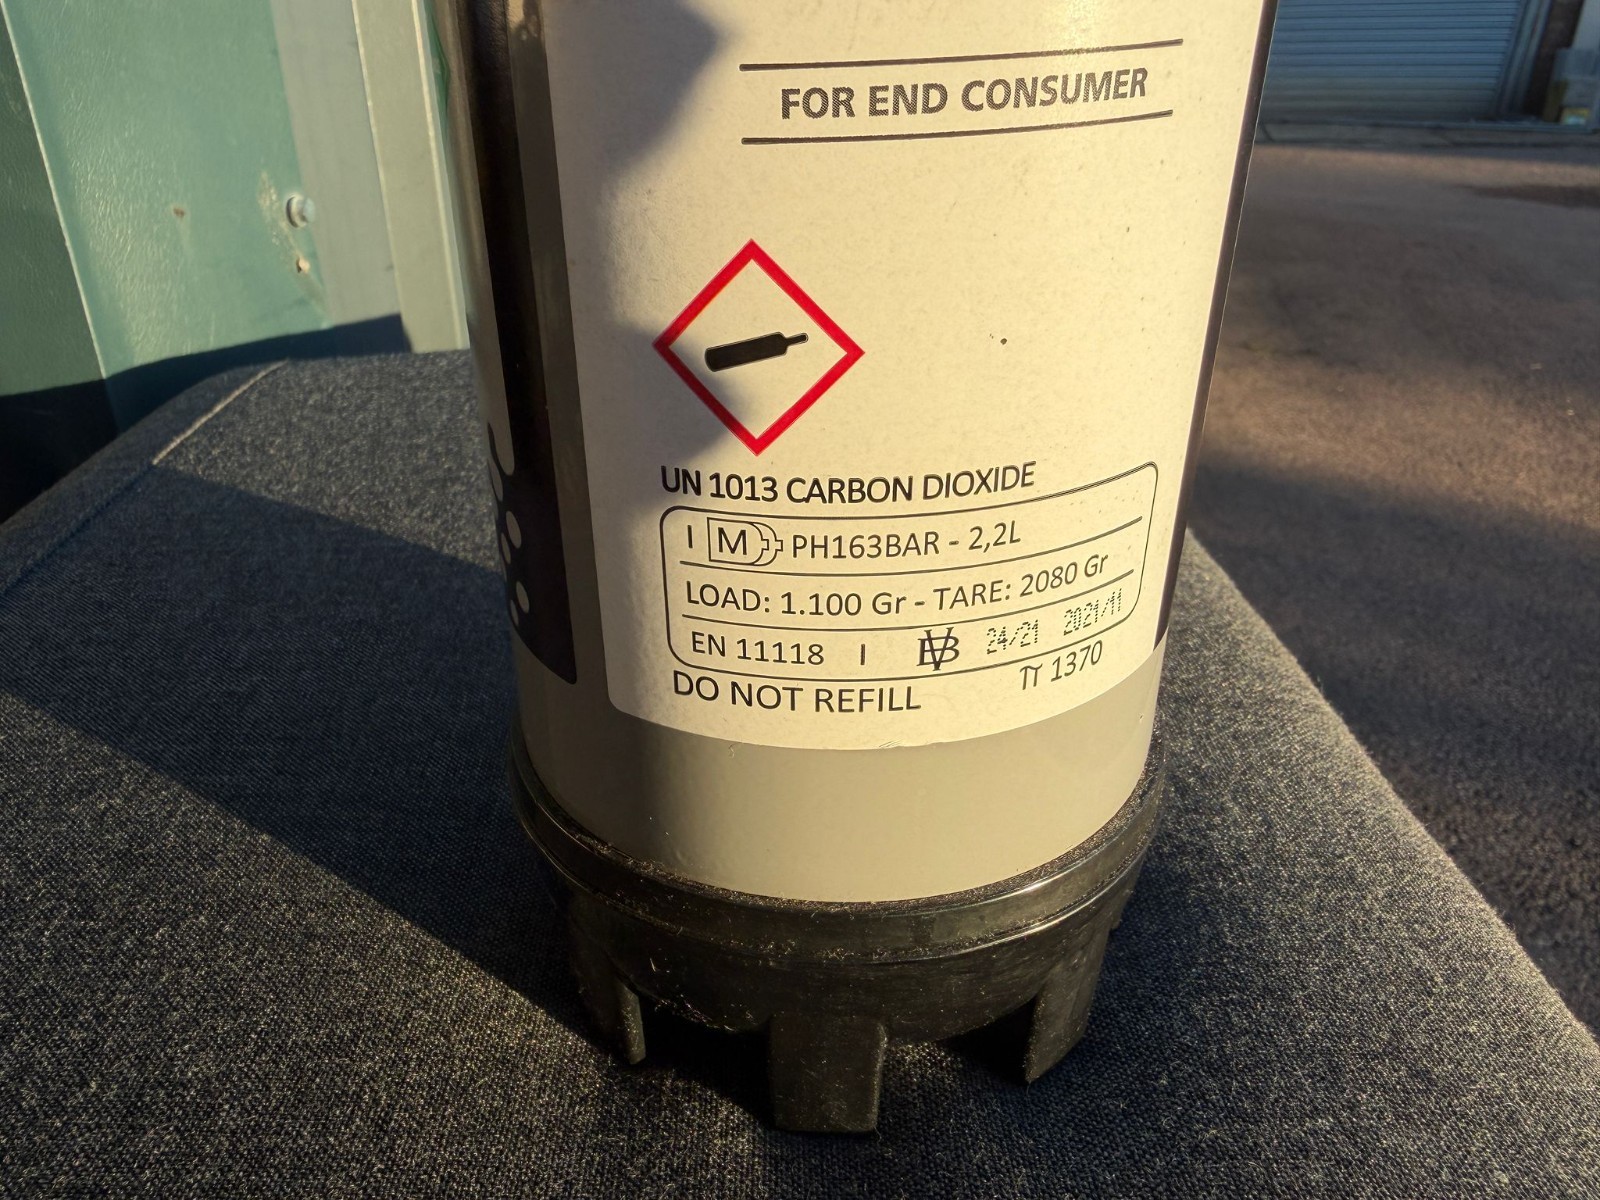 FOR END CONSUMER
UN 1013 CARBON DIOXIDE
I M PH163BAR - 2,2L
LOAD: 1.100 Gr - TARE: 2080 Gr
EN 11118 I 24/21 2021/11
DO NOT REFILL π 1370